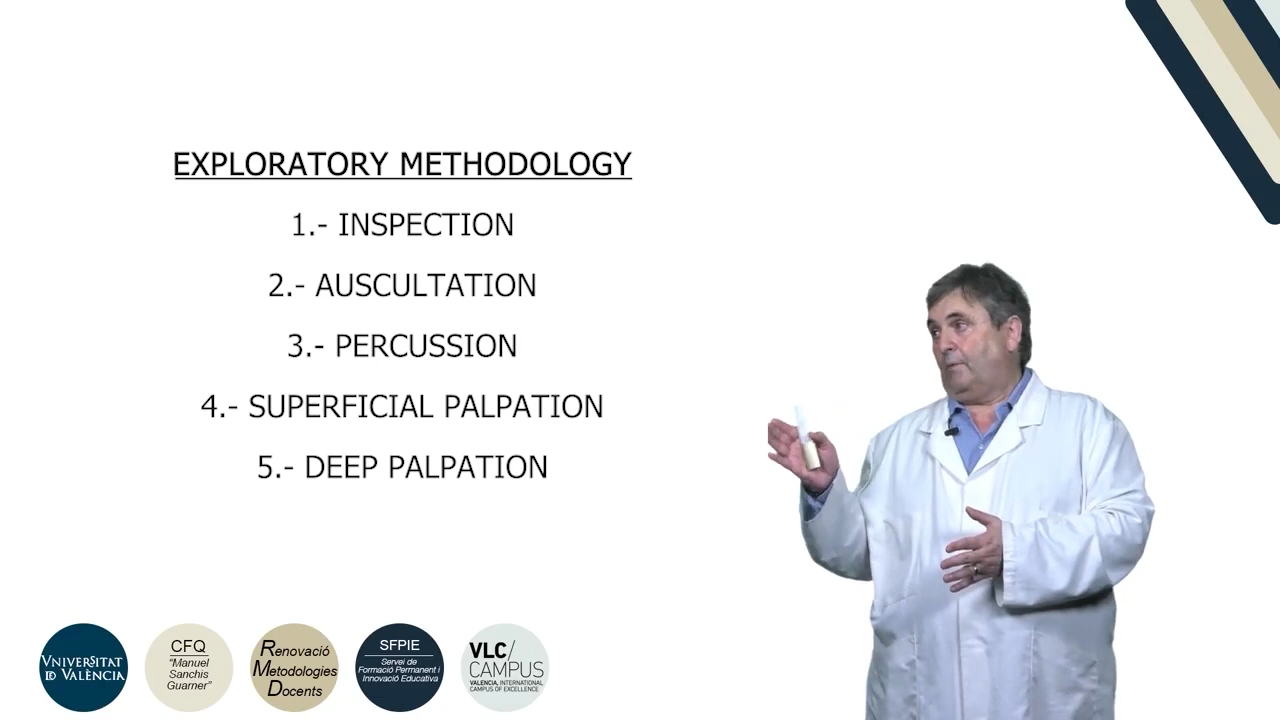 EXPLORATORY METHODOLOGY
1.- INSPECTION
2.- AUSCULTATION
3.- PERCUSSION
4.- SUPERFICIAL PALPATION
5.- DEEP PALPATION
VNIVERSITAT
ID VALÈNCIA
CFQ
"Manuel
Sanchis
Guarner"
Renovació
Metodologies
Docents
SFPIE
Servei de
Formació Permanent i
Innovació Educativa
VLC/
CAMPUS
VALENCIA, INTERNATIONAL
CAMPUS OF EXCELLENCE